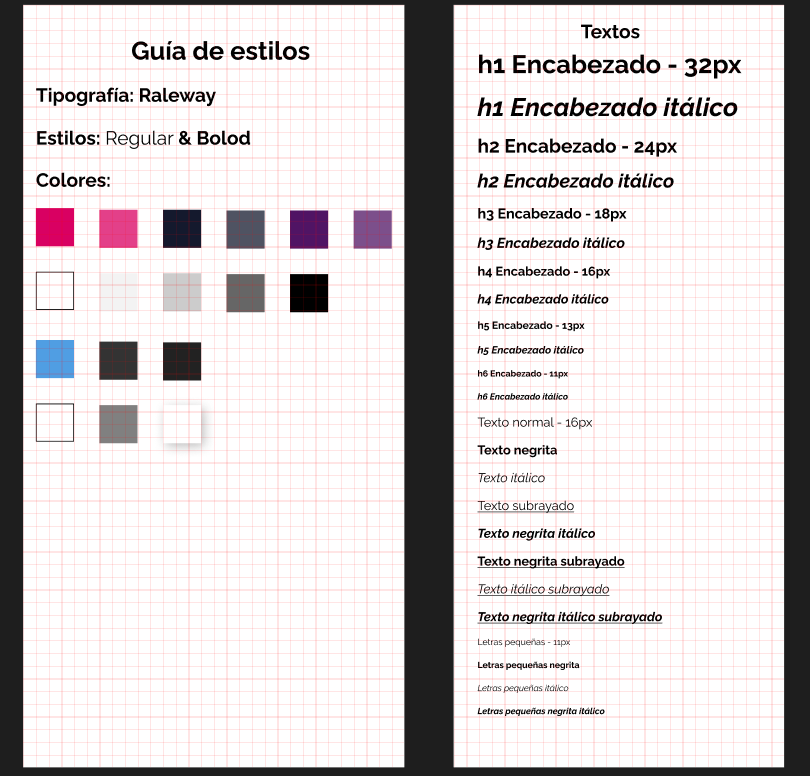 Guía de estilos
Tipografía: Raleway
Estilos: Regular & Bolod
Colores:
Textos
h1 Encabezado - 32px
h1 Encabezado itálico
h2 Encabezado - 24px
h2 Encabezado itálico
h3 Encabezado - 18px
h3 Encabezado itálico
h4 Encabezado - 16px
h4 Encabezado itálico
h5 Encabezado - 13px
h5 Encabezado itálico
h6 Encabezado - 11px
h6 Encabezado itálico
Texto normal - 16px
Texto negrita
Texto itálico
Texto subrayado
Texto negrita itálico
Texto negrita subrayado
Texto itálico subrayado
Texto negrita itálico subrayado
Letras pequeñas - 11px
Letras pequeñas negrita
Letras pequeñas itálico
Letras pequeñas negrita itálico